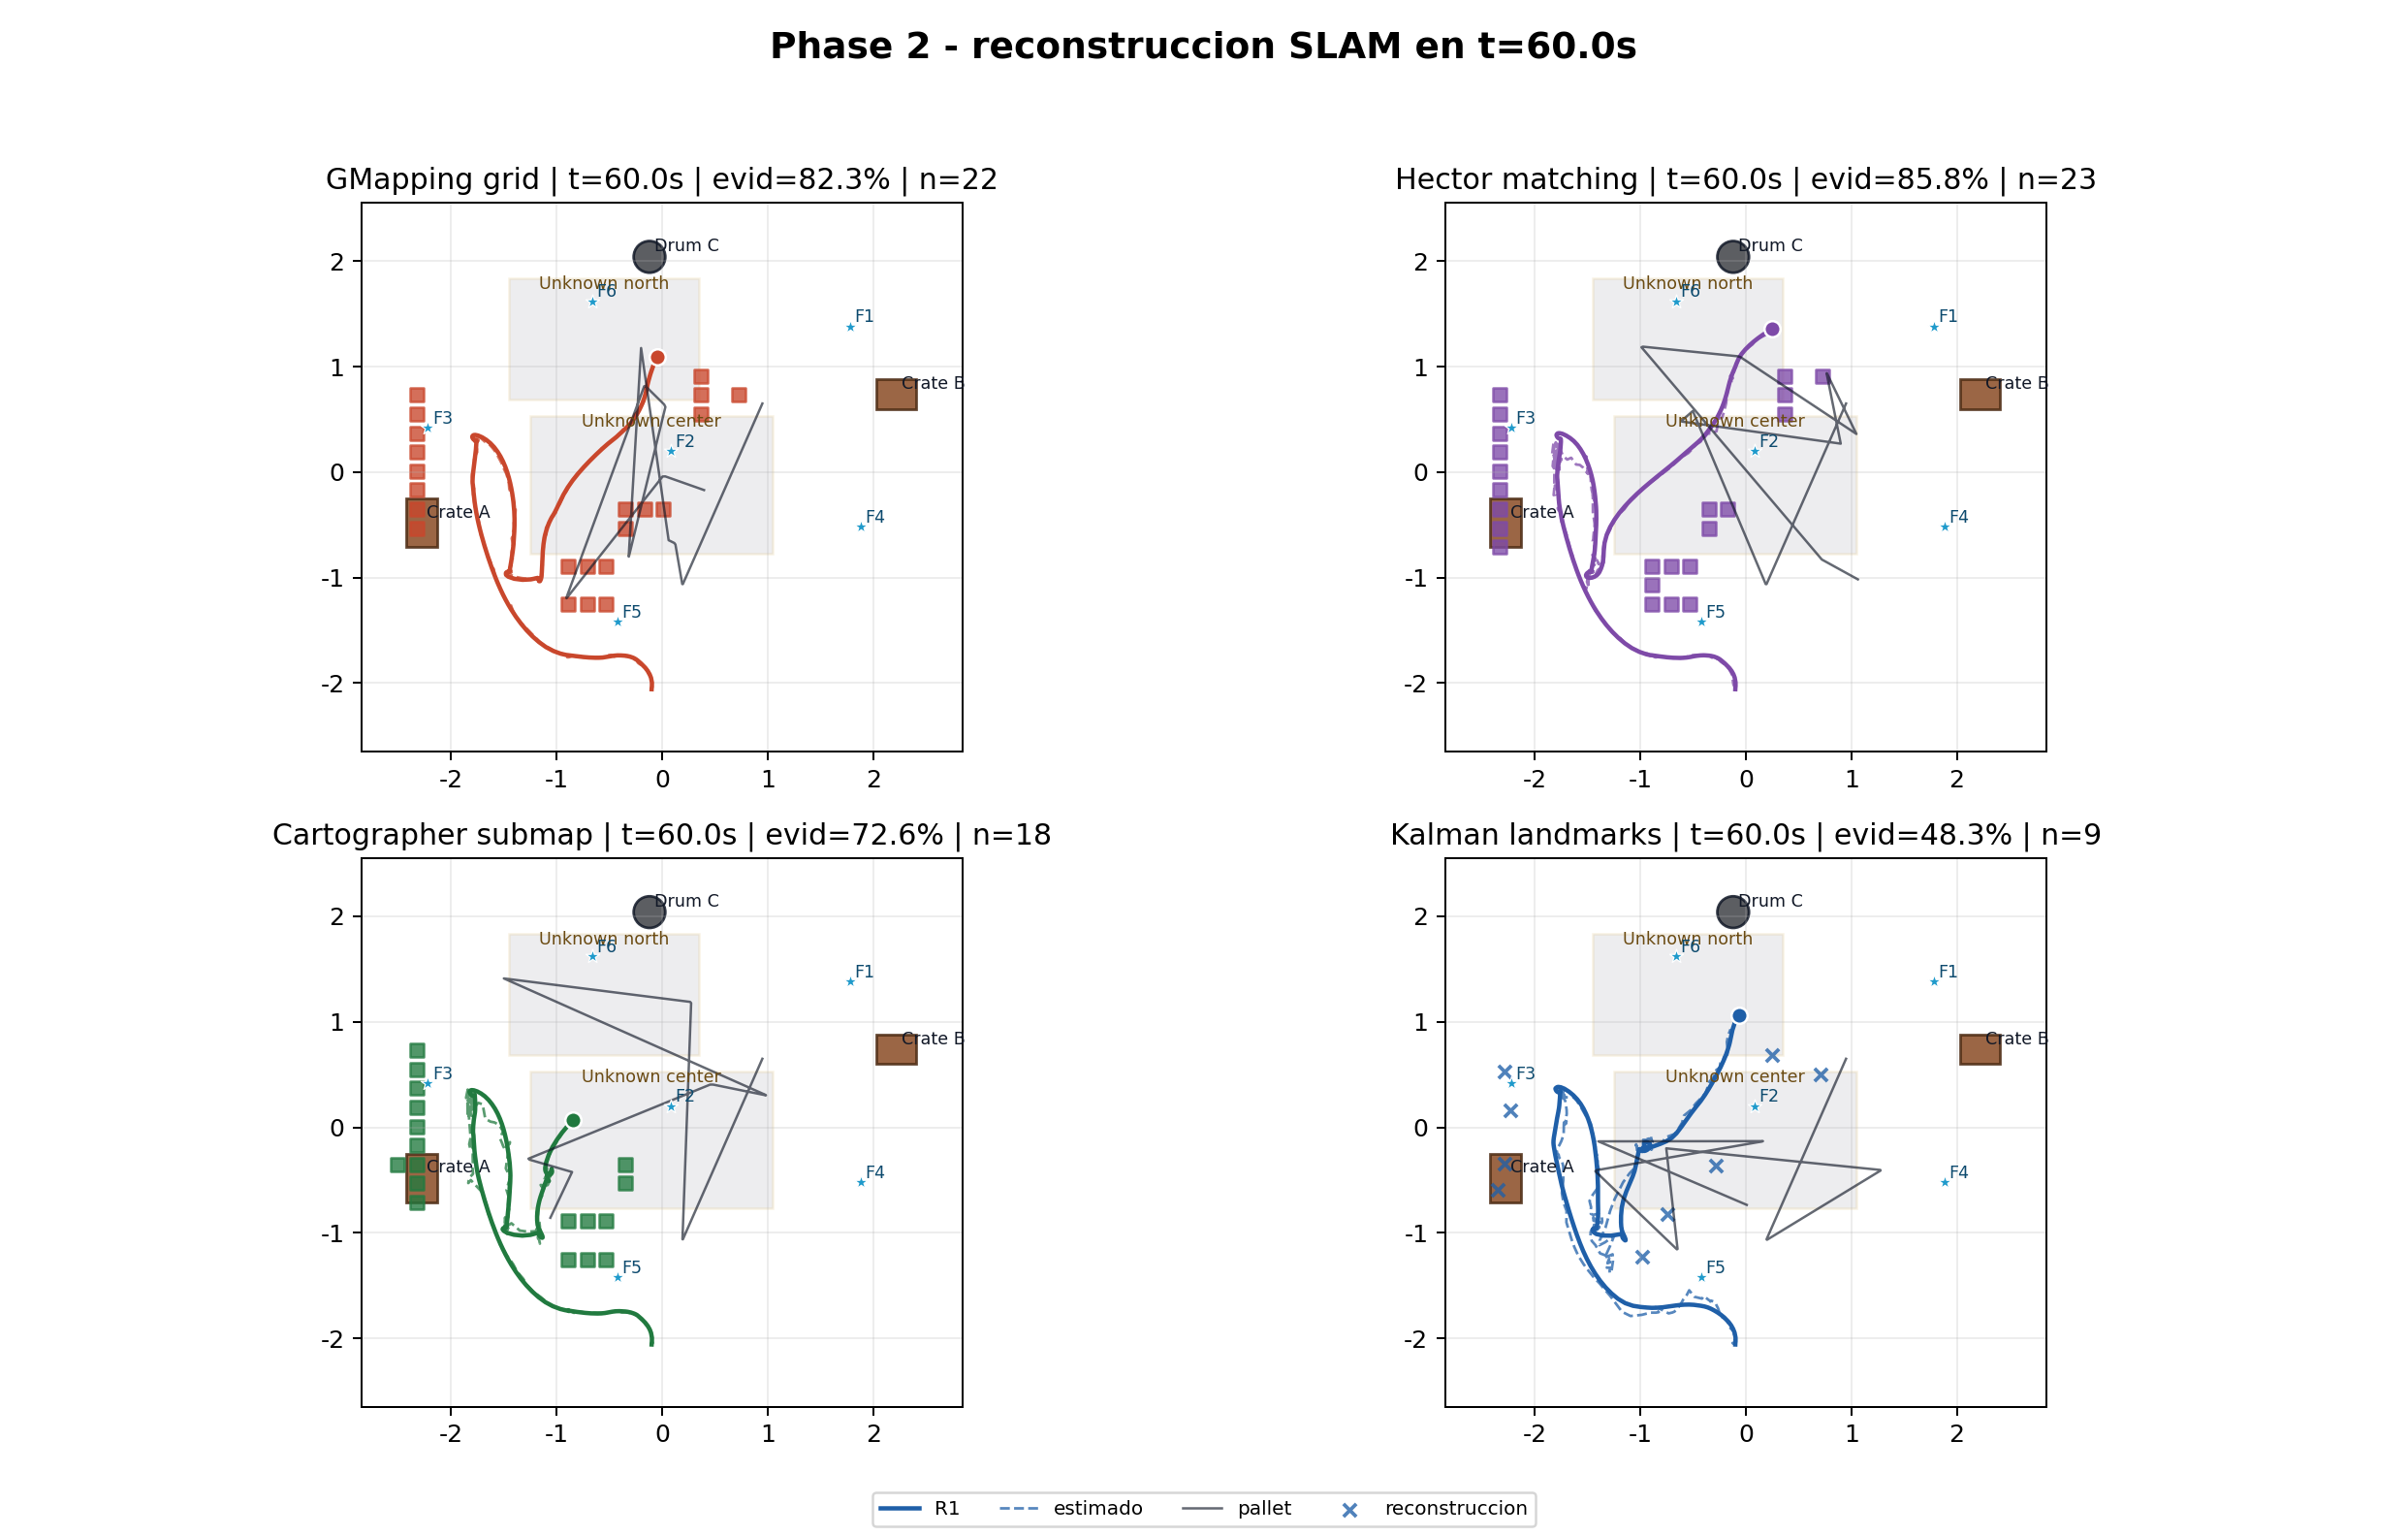 Phase 2 - reconstruccion SLAM en t=60.0s
GMapping grid | t=60.0s | evid=82.3% | n=22
Drum C
Unknown north
F6
F1
Crate B
F3
Unknown center
F2
Crate A
F4
F5
2
1
0
-1
-2
-2 -1 0 1 2
Hector matching | t=60.0s | evid=85.8% | n=23
Drum C
Unknown north
F6
F1
Crate B
F3
Unknown center
F2
Crate A
F4
F5
2
1
0
-1
-2
-2 -1 0 1 2
Cartographer submap | t=60.0s | evid=72.6% | n=18
Drum C
Unknown north
F6
F1
Crate B
F3
Unknown center
F2
Crate A
F4
F5
2
1
0
-1
-2
-2 -1 0 1 2
Kalman landmarks | t=60.0s | evid=48.3% | n=9
Drum C
Unknown north
F6
F1
Crate B
F3
Unknown center
F2
Crate A
F4
F5
2
1
0
-1
-2
-2 -1 0 1 2
R1 estimado pallet reconstruccion